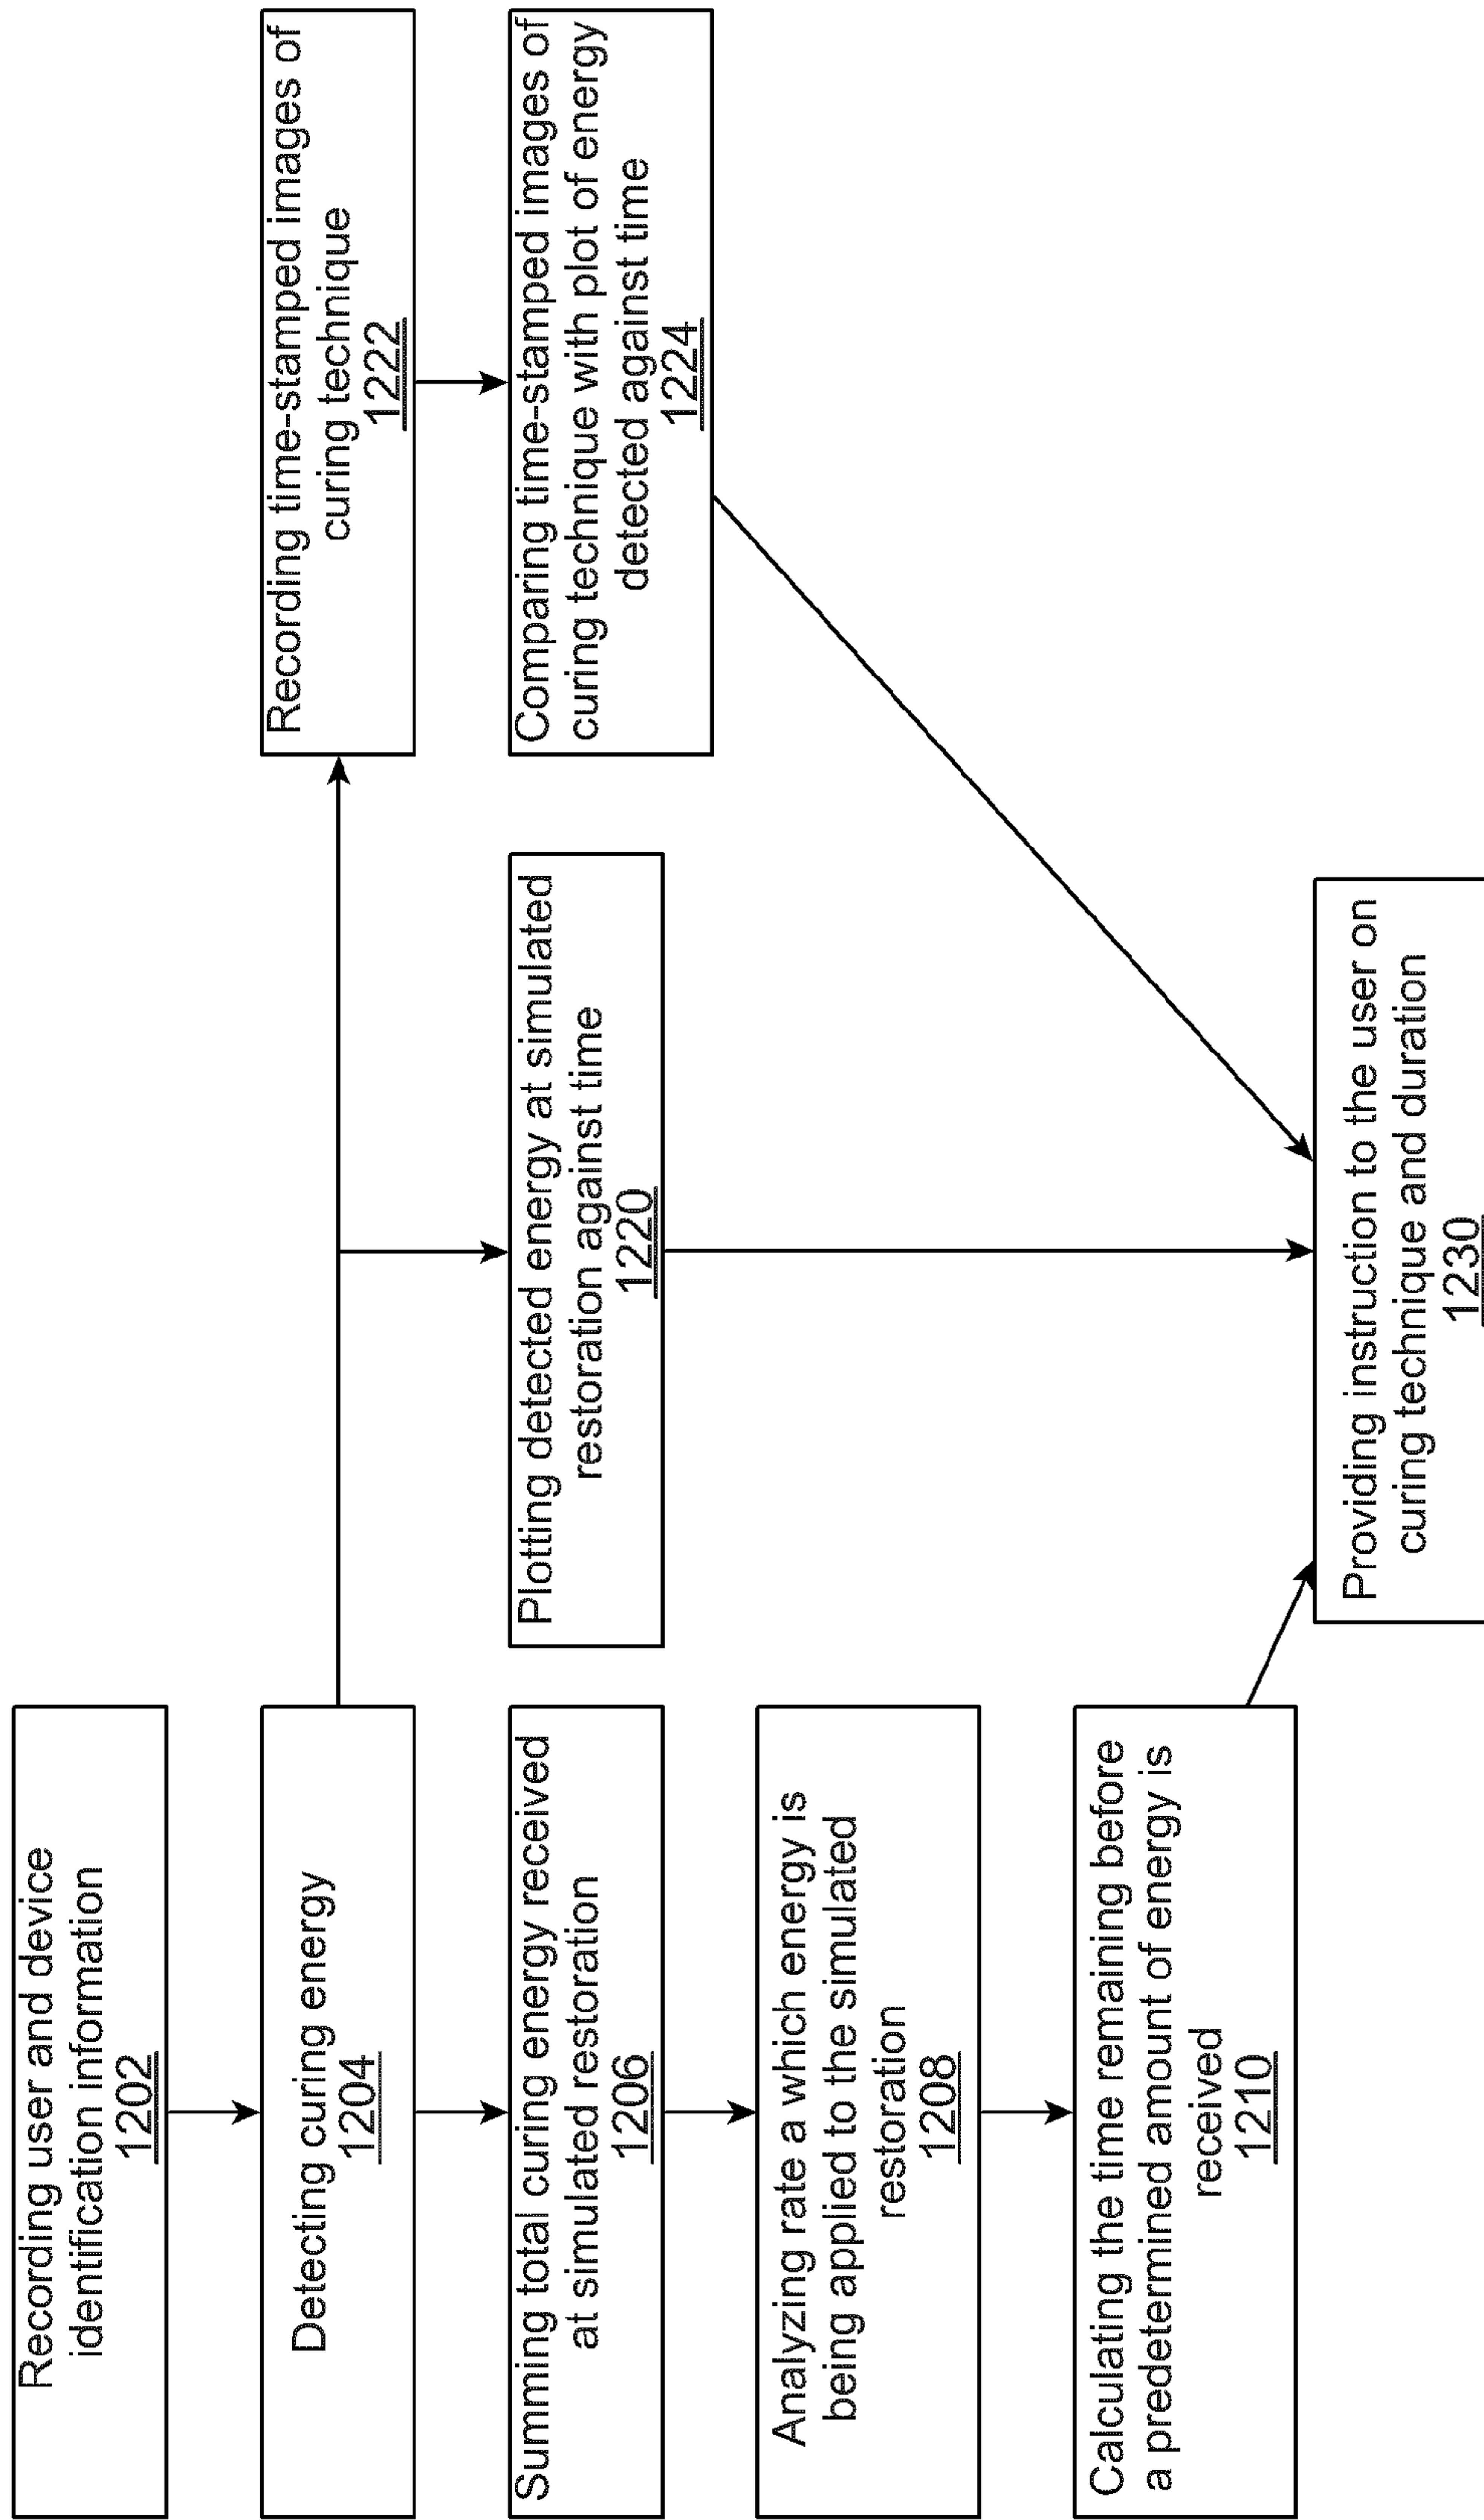 Recording user and device
identification information
1202
Detecting curing energy
1204
Summing total curing energy received
at simulated restoration
1206
Analyzing rate a which energy is
being applied to the simulated
restoration
1208
Calculating the time remaining before
a predetermined amount of energy is
received
1210
Plotting detected energy at simulated
restoration against time
1220
Recording time-stamped images of
curing technique
1222
Comparing time-stamped images of
curing technique with plot of energy
detected against time
1224
Providing instruction to the user on
curing technique and duration
1230